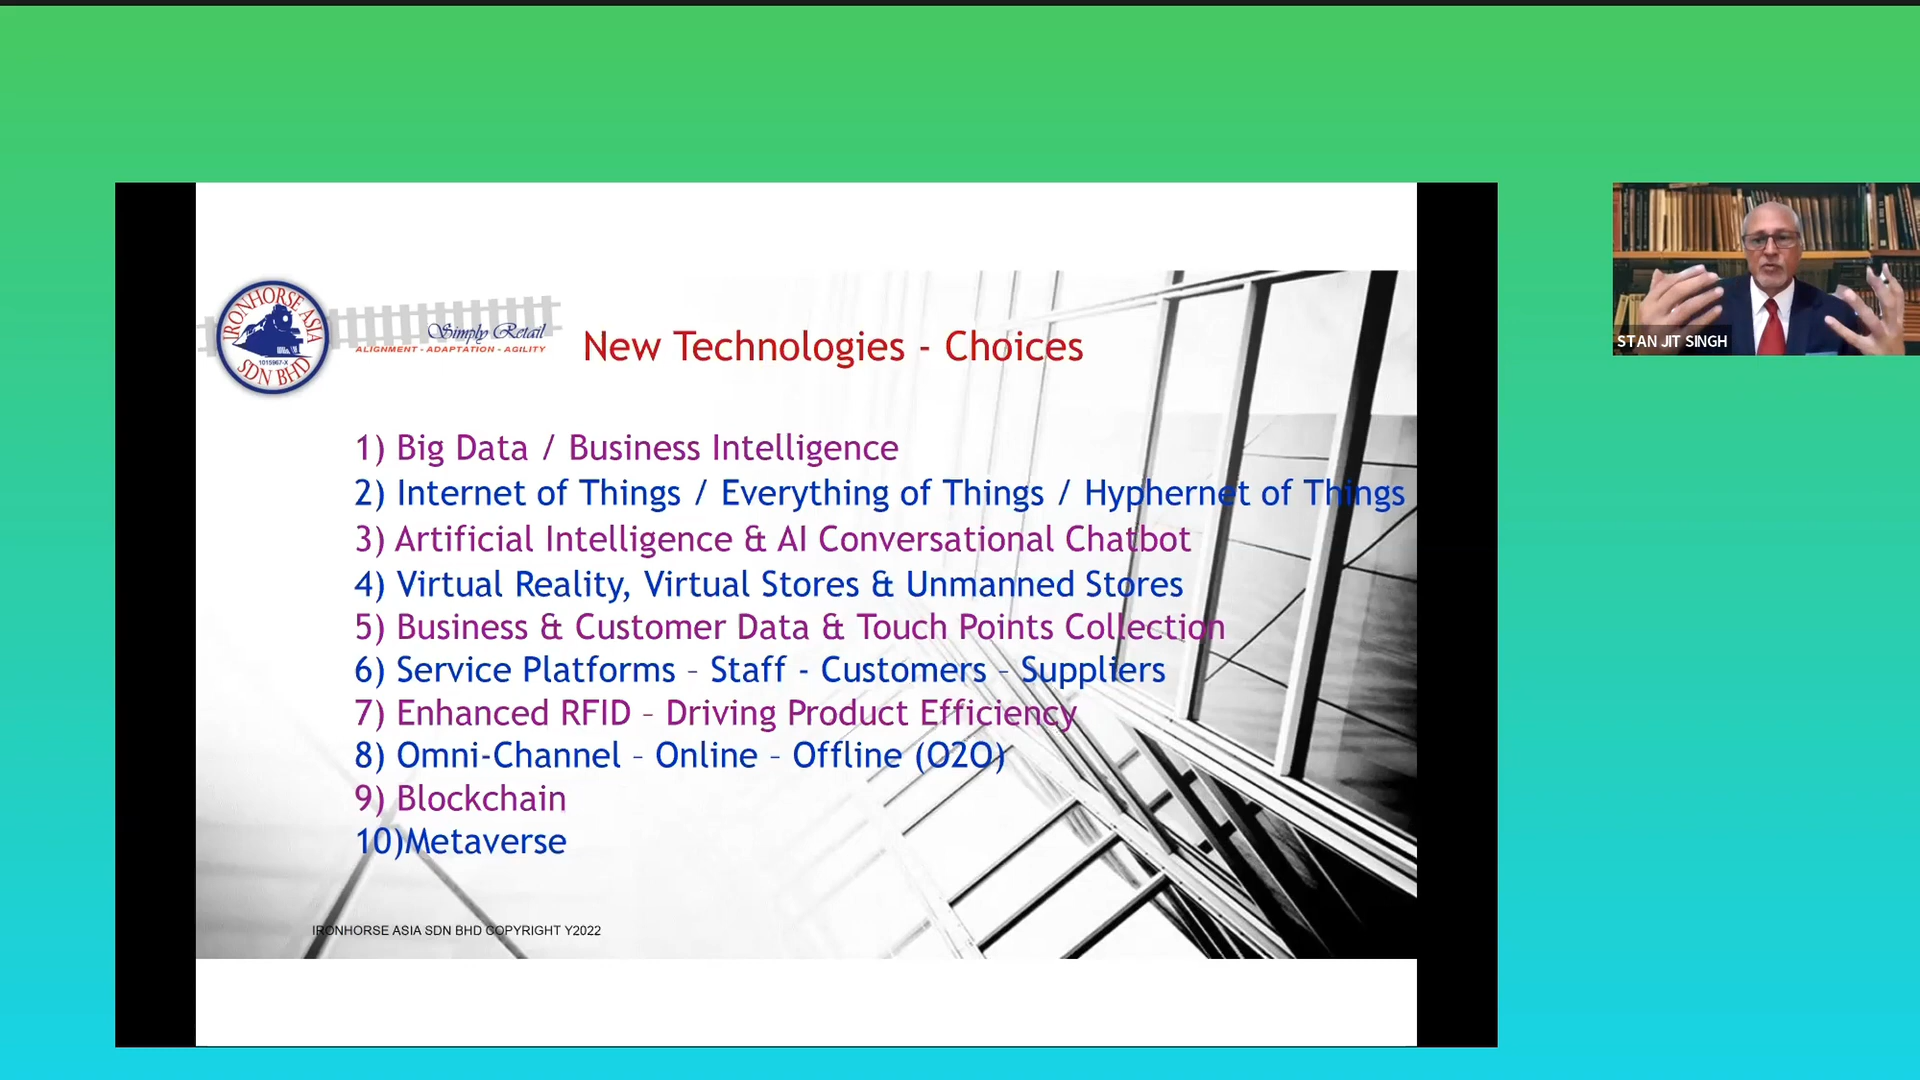 IRONHORSE ASIA
1015967-X
SDN BHD
Simply Retail
ALIGNMENT - ADAPTATION - AGILITY
New Technologies - Choices
1) Big Data / Business Intelligence
2) Internet of Things / Everything of Things / Hyphernet of Things
3) Artificial Intelligence & AI Conversational Chatbot
4) Virtual Reality, Virtual Stores & Unmanned Stores
5) Business & Customer Data & Touch Points Collection
6) Service Platforms – Staff - Customers – Suppliers
7) Enhanced RFID – Driving Product Efficiency
8) Omni-Channel – Online – Offline (O2O)
9) Blockchain
10)Metaverse
IRONHORSE ASIA SDN BHD COPYRIGHT Y2022
STAN JIT SINGH